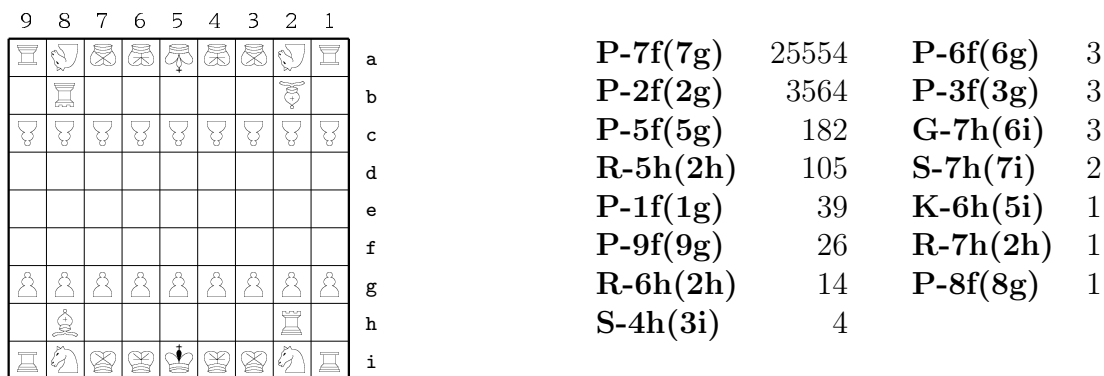 9 8 7 6 5 4 3 2 1
a
b
c
d
e
f
g
h
i
P-7f(7g) 25554 P-6f(6g) 3
P-2f(2g) 3564 P-3f(3g) 3
P-5f(5g) 182 G-7h(6i) 3
R-5h(2h) 105 S-7h(7i) 2
P-1f(1g) 39 K-6h(5i) 1
P-9f(9g) 26 R-7h(2h) 1
R-6h(2h) 14 P-8f(8g) 1
S-4h(3i) 4